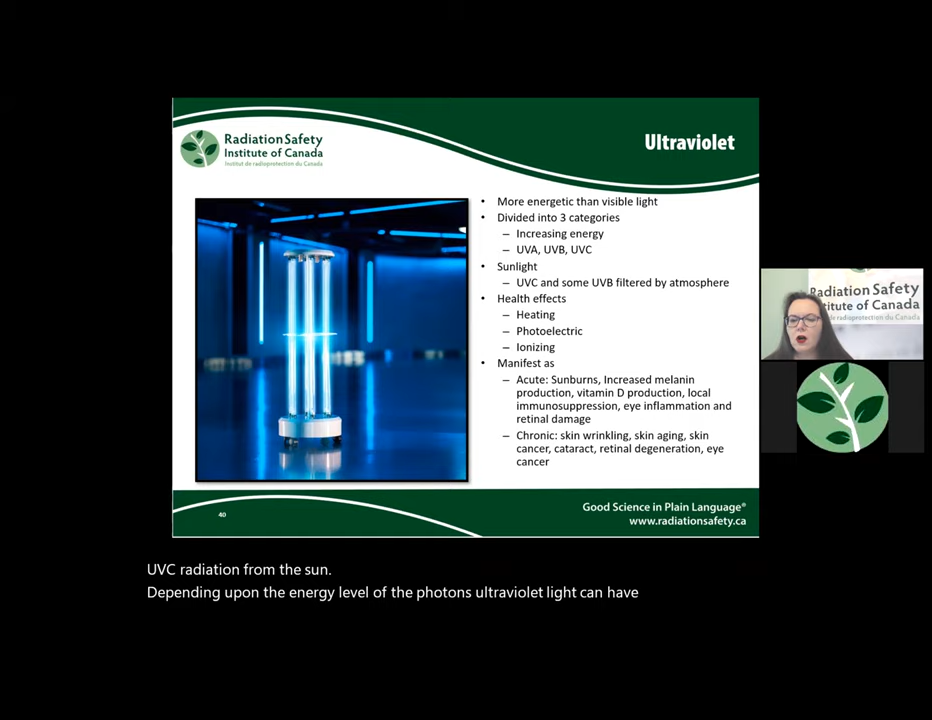 Radiation Safety
Institute of Canada
Institut de radioprotection du Canada
Ultraviolet
• More energetic than visible light
• Divided into 3 categories
– Increasing energy
– UVA, UVB, UVC
• Sunlight
– UVC and some UVB filtered by atmosphere
• Health effects
– Heating
– Photoelectric
– Ionizing
• Manifest as
– Acute: Sunburns, Increased melanin
production, vitamin D production, local
immunosuppression, eye inflammation and
retinal damage
– Chronic: skin wrinkling, skin aging, skin
cancer, cataract, retinal degeneration, eye
cancer
40
Good Science in Plain Language®
www.radiationsafety.ca
Radiation Safety
titute of Canada
de radioprotection du Canada
UVC radiation from the sun.
Depending upon the energy level of the photons ultraviolet light can have